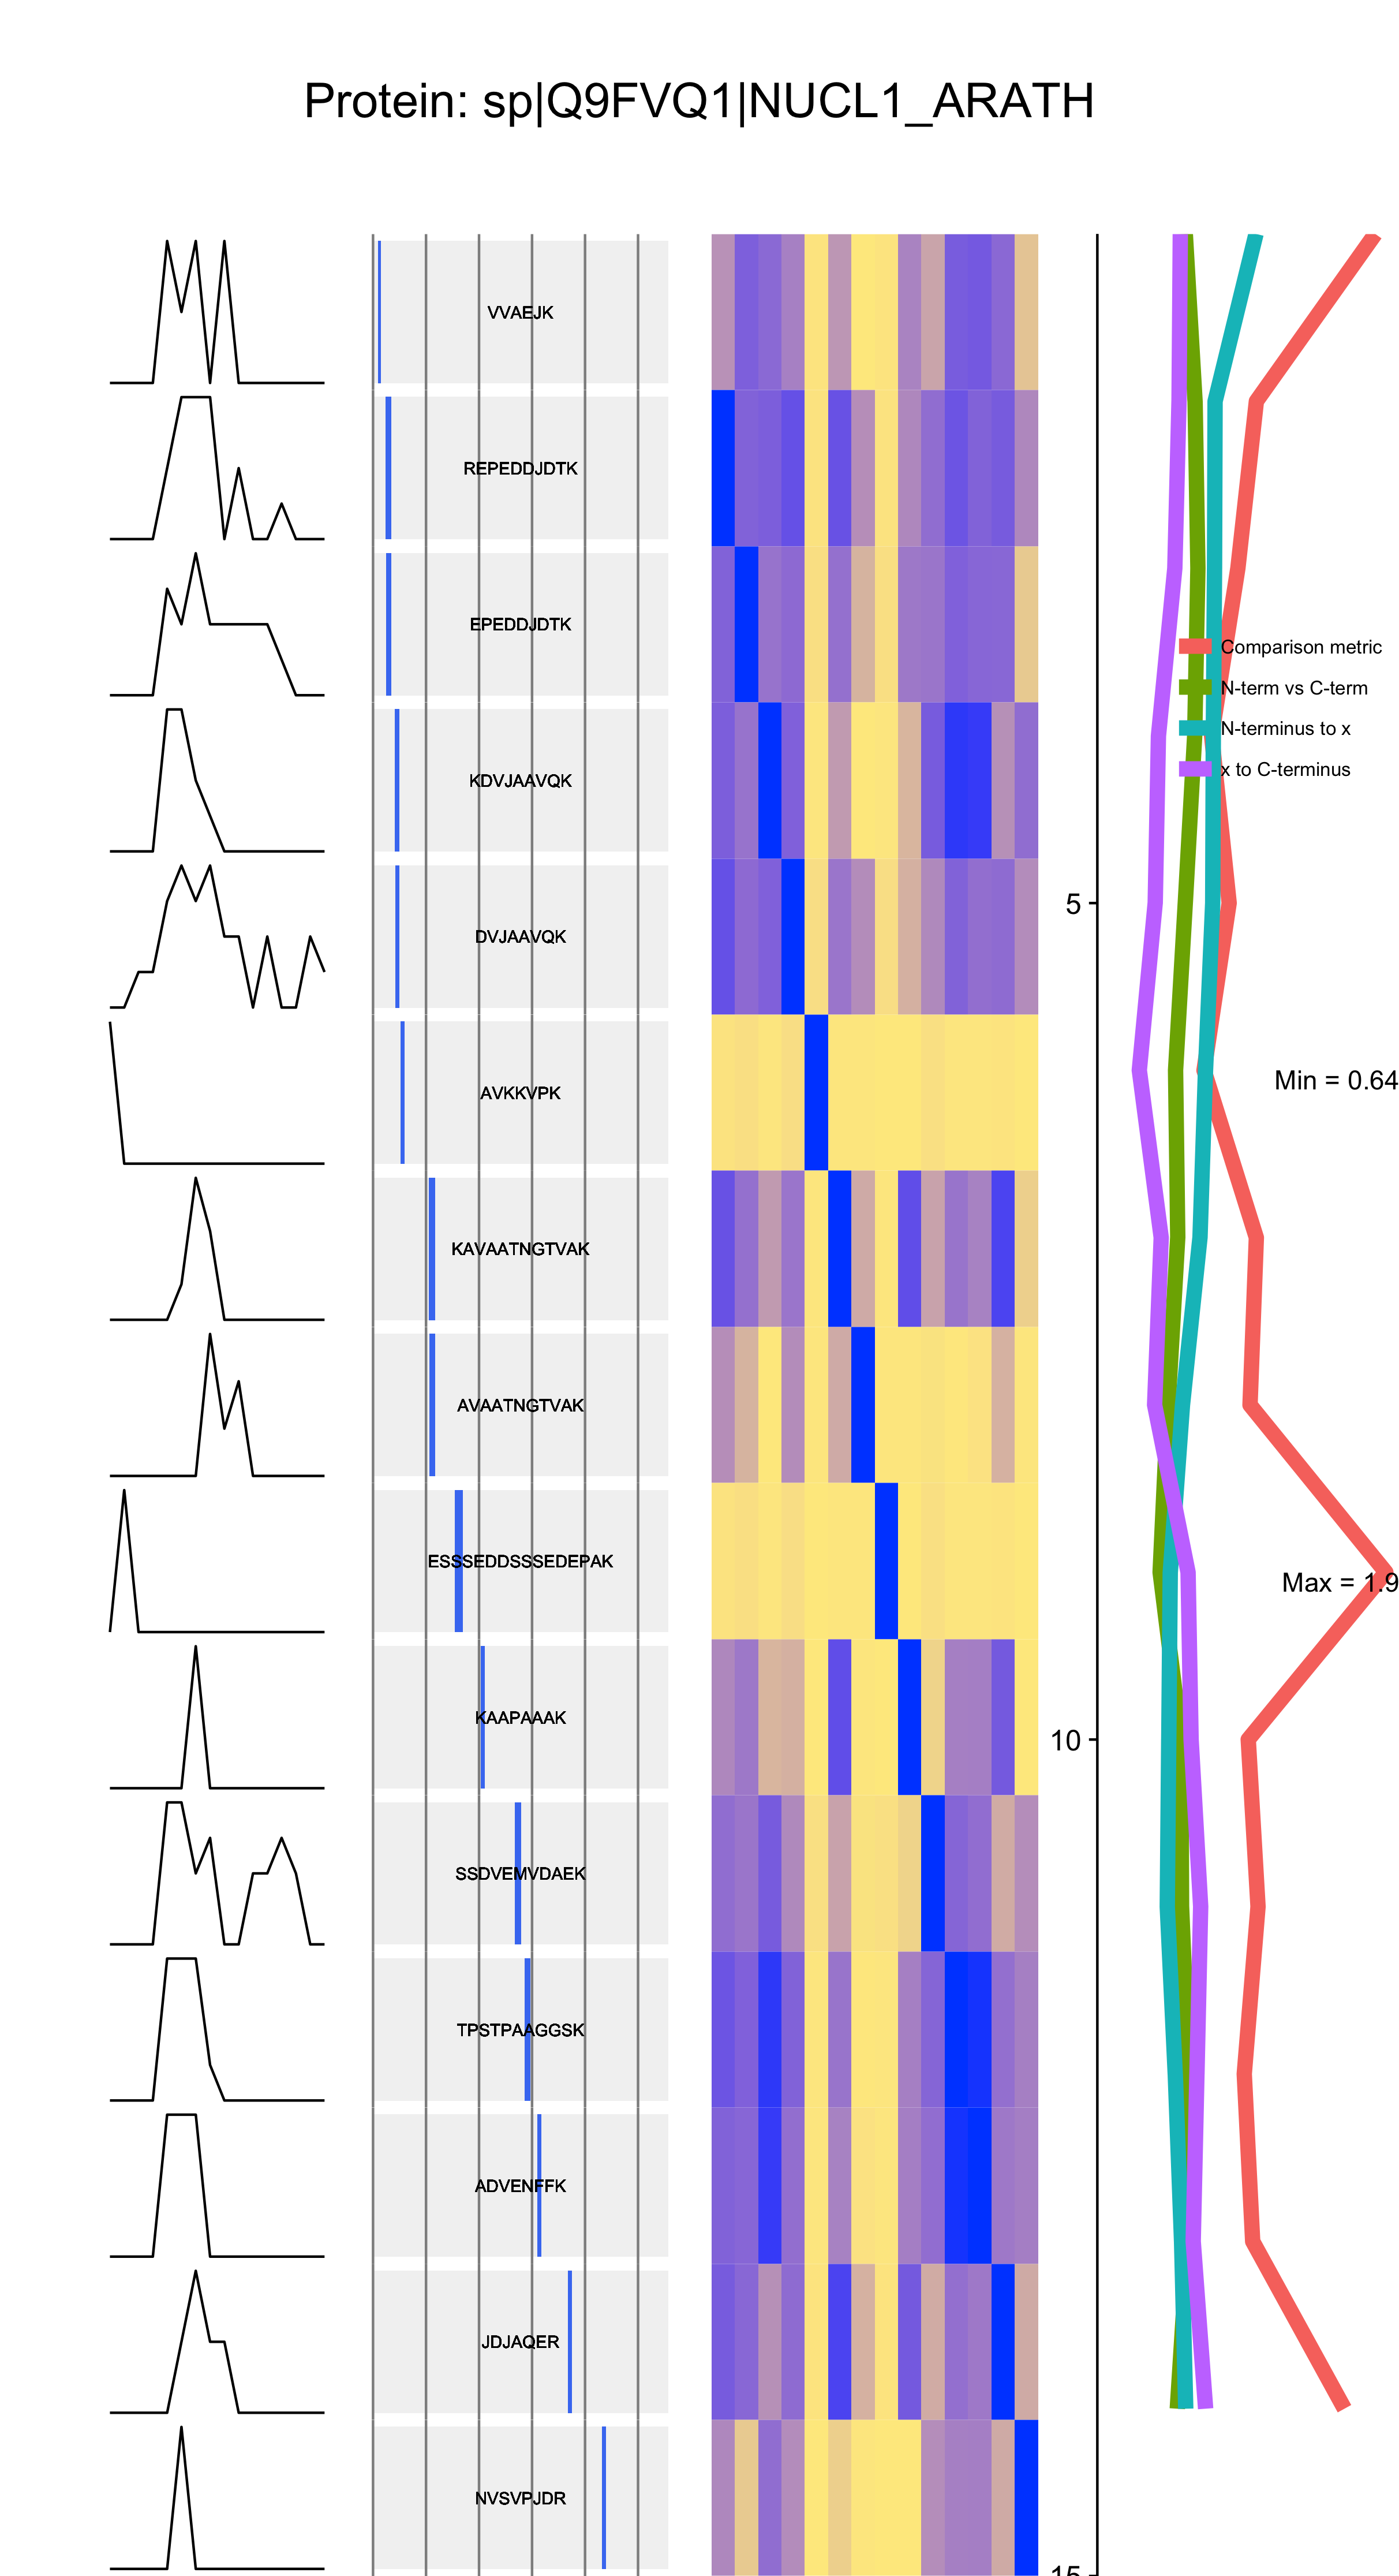 Protein: sp|Q9FVQ1|NUCL1_ARATH
VVAEJK
REPEDDJDTK
EPEDDJDTK
Comparison metric
N-term vs C-term
N-terminus to x
x to C-terminus
KDVJAAVQK
5
DVJAAVQK
Min = 0.64
AVKKVPK
KAVAATNGTVAK
AVAATNGTVAK
ESSSEDDSSSEDEPAK
Max = 1.9
KAAPAAAK
10
SSDVEMVDAEK
TPSTPAAGGSK
ADVENFFK
JDJAQER
NVSVPJDR
15